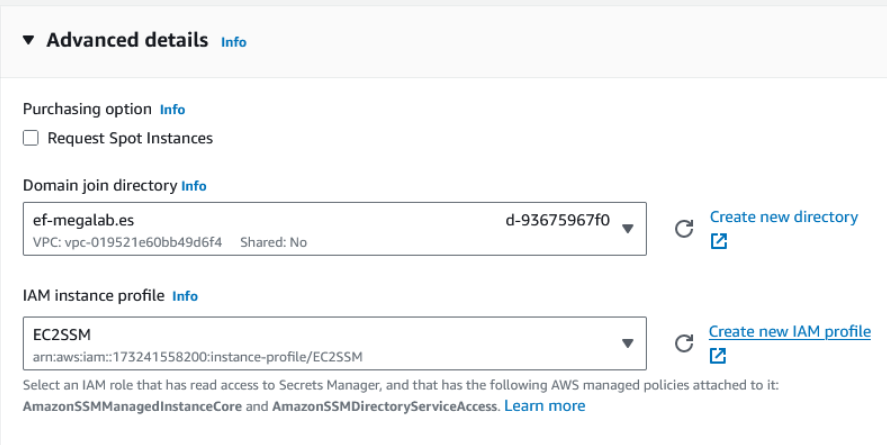 Advanced details Info
Purchasing option Info
Request Spot Instances
Domain join directory Info
ef-megalab.es d-93675967f0
VPC: vpc-019521e60bb49d6f4 Shared: No
Create new directory
IAM instance profile Info
EC2SSM
arn:aws:iam::173241558200:instance-profile/EC2SSM
Create new IAM profile
Select an IAM role that has read access to Secrets Manager, and that has the following AWS managed policies attached to it:
AmazonSSMManagedInstanceCore and AmazonSSMDirectoryServiceAccess. Learn more